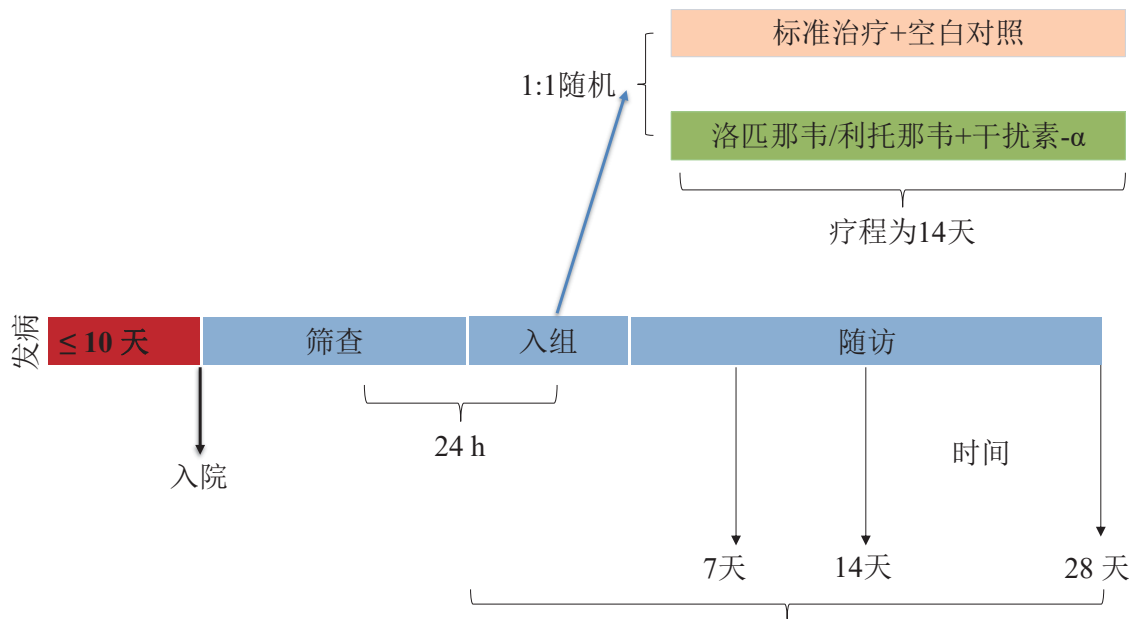 标准治疗+空白对照
1:1随机
洛匹那韦/利托那韦+干扰素-α
疗程为14天
发病
≤ 10 天
筛查
入组
随访
24 h
入院
时间
7天
14天
28 天